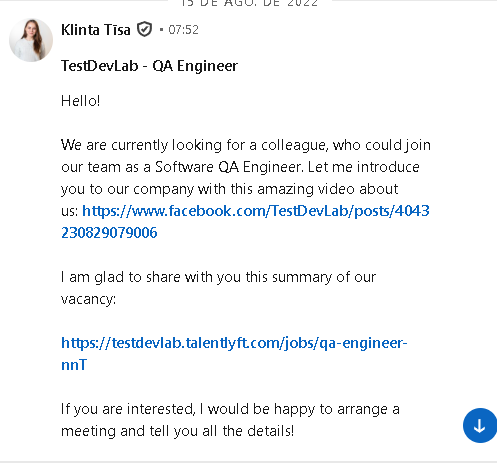 15 DE AGO. DE 2022
Klinta Tīsa • 07:52
TestDevLab - QA Engineer
Hello!
We are currently looking for a colleague, who could join
our team as a Software QA Engineer. Let me introduce
you to our company with this amazing video about
us: https://www.facebook.com/TestDevLab/posts/4043
230829079006
I am glad to share with you this summary of our
vacancy:
https://testdevlab.talentlyft.com/jobs/qa-engineer-
nnT
If you are interested, I would be happy to arrange a
meeting and tell you all the details!